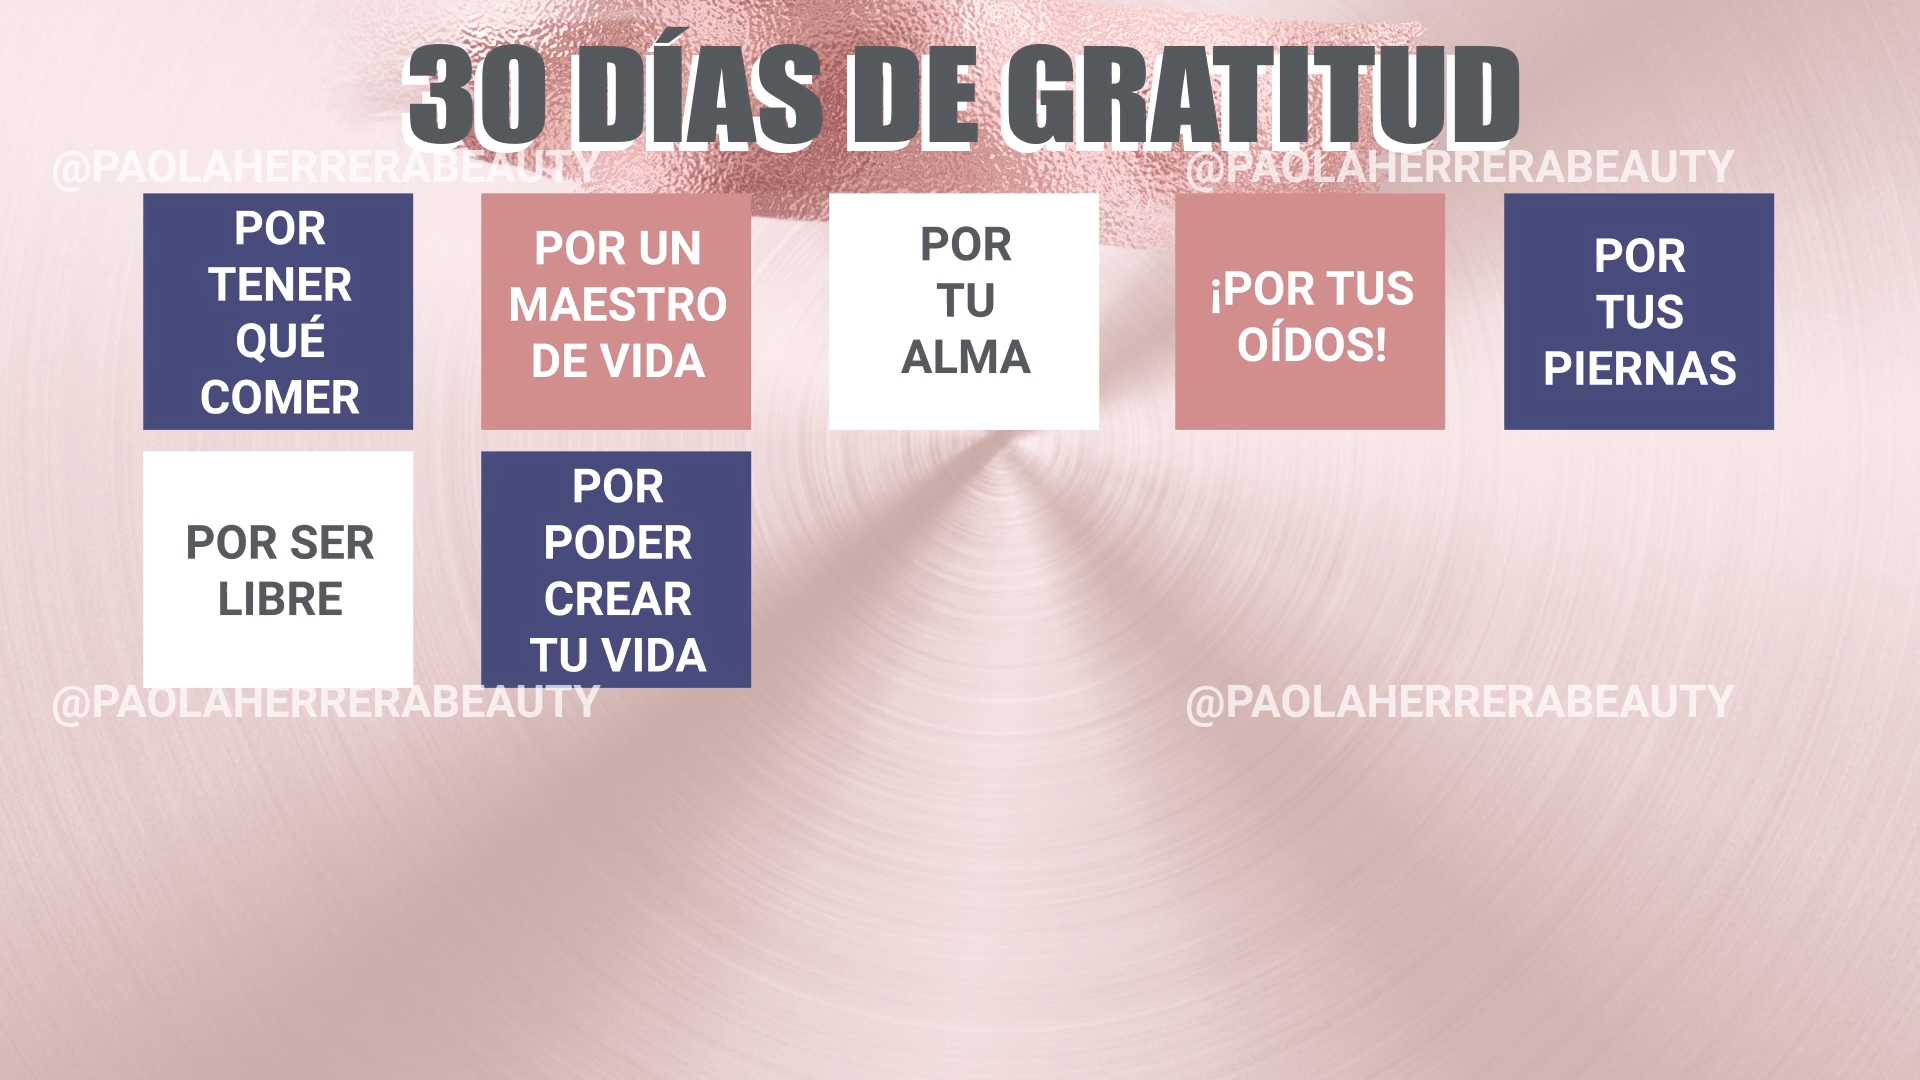 30 DÍAS DE GRATITUD
@PAOLAHERRERABEAUTY
@PAOLAHERRERABEAUTY
POR
TENER
QUÉ
COMER
POR UN
MAESTRO
DE VIDA
POR
TU
ALMA
¡POR TUS
OÍDOS!
POR
TUS
PIERNAS
POR SER
LIBRE
POR
PODER
CREAR
TU VIDA
@PAOLAHERRERABEAUTY
@PAOLAHERRERABEAUTY